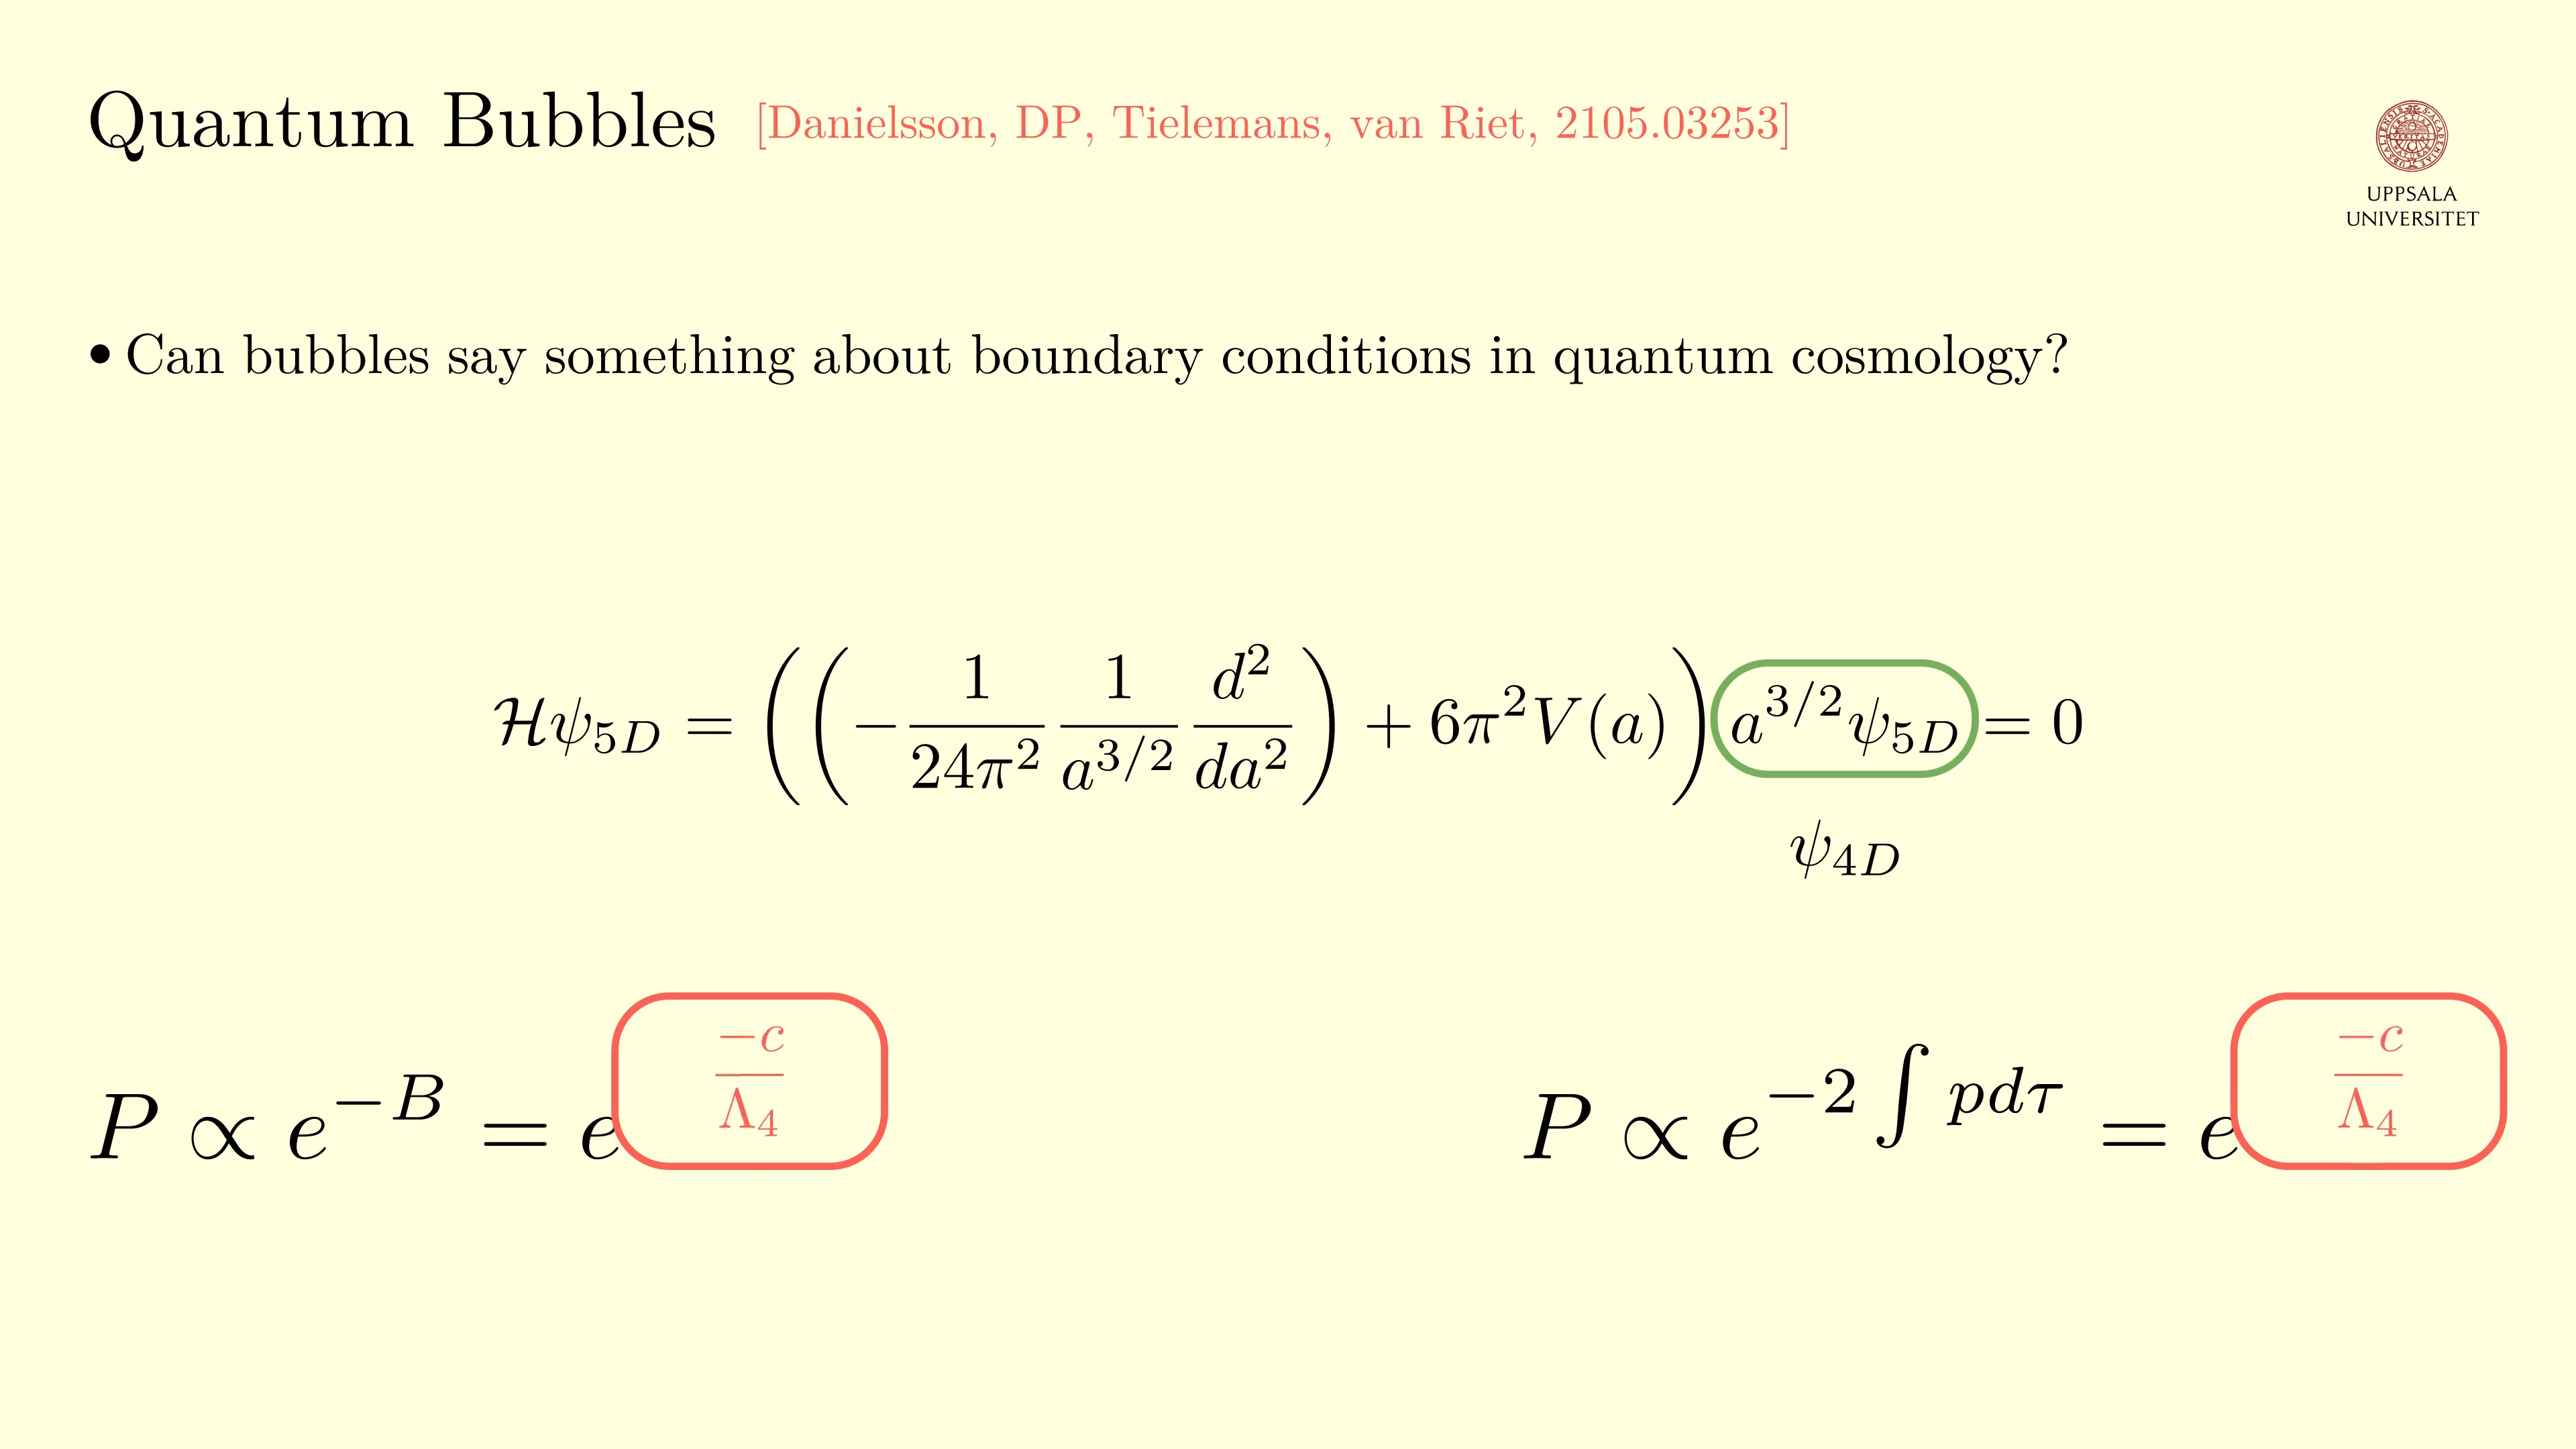 Quantum Bubbles [Danielsson, DP, Tielemans, van Riet, 2105.03253]
UPPSALA
UNIVERSITET
• Can bubbles say something about boundary conditions in quantum cosmology?
$\mathcal{H}\psi_{5D} = \left(\left(-\frac{1}{24\pi^2}\frac{1}{a^{3/2}}\frac{d^2}{da^2}\right) + 6\pi^2 V(a)\right) a^{3/2}\psi_{5D} = 0$
$\psi_{4D}$
$P \propto e^{-B} = e^{\frac{-c}{\Lambda_4}}$
$P \propto e^{-2\int p d\tau} = e^{\frac{-c}{\Lambda_4}}$